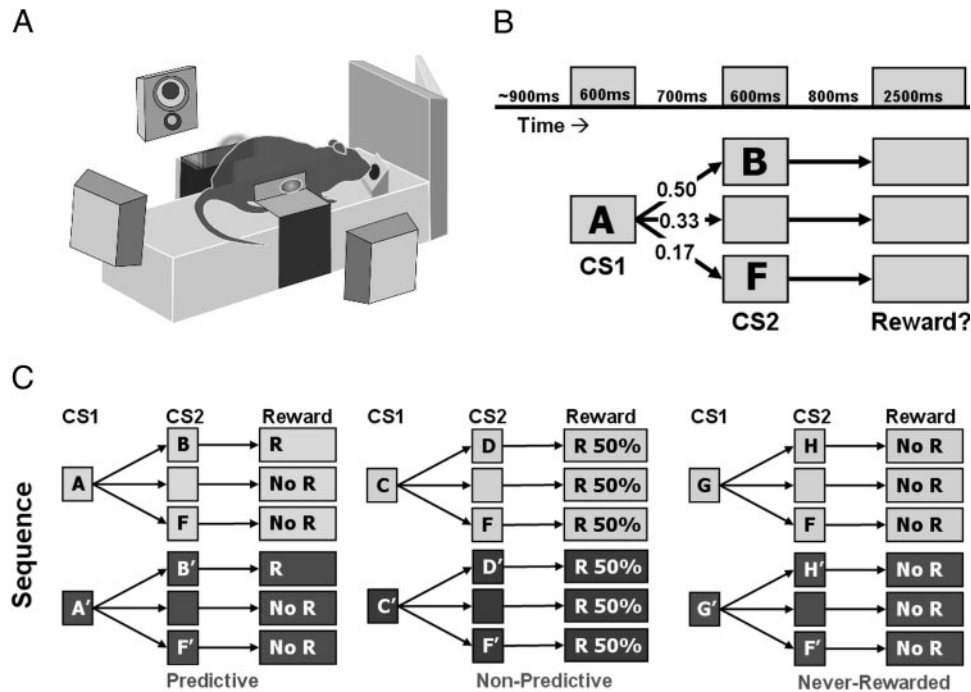 A
B
~900ms 600ms 700ms 600ms 800ms 2500ms
Time →
B
0.50
A 0.33
0.17
CS1
F
CS2 Reward?
C
CS1 CS2 Reward CS1 CS2 Reward CS1 CS2 Reward
B R D R 50% H No R
A No R C R 50% G No R
F No R F R 50% F No R
Sequence
B′ R D′ R 50% H′ No R
A′ No R C′ R 50% G′ No R
F′ No R F′ R 50% F′ No R
Predictive Non-Predictive Never-Rewarded